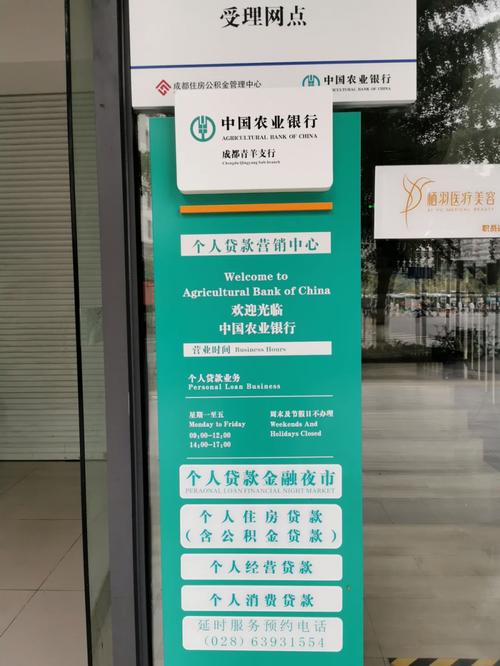 受理网点
成都住房公积金管理中心
中国农业银行
中国农业银行
AGRICULTURAL BANK OF CHINA
成都青羊支行
Chengdu Qingyang Sub-branch
栖羽医疗美容
个人贷款营销中心
Welcome to
Agricultural Bank of China
欢迎光临
中国农业银行
营业时间 Business Hours
个人贷款业务
Personal Loan Business
星期一至五
Monday to Friday
09:00-12:00
14:00-17:00
周末及节假日不办理
Weekends And
Holidays Closed
个人贷款金融夜市
PERAONAL LOAN FINANCIAL NIGHT MARKET
个人住房贷款
(含公积金贷款)
个人经营贷款
个人消费贷款
延时服务预约电话
(028) 63931554